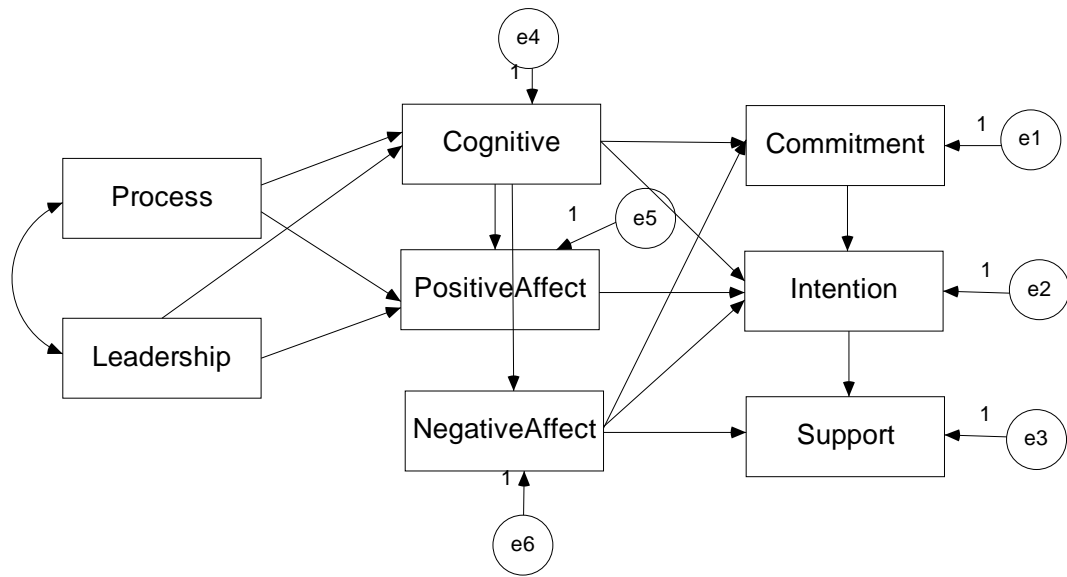 e4
1
Cognitive
Commitment
1
e1
Process
1
e5
PositiveAffect
Intention
1
e2
Leadership
NegativeAffect
Support
1
e3
1
e6